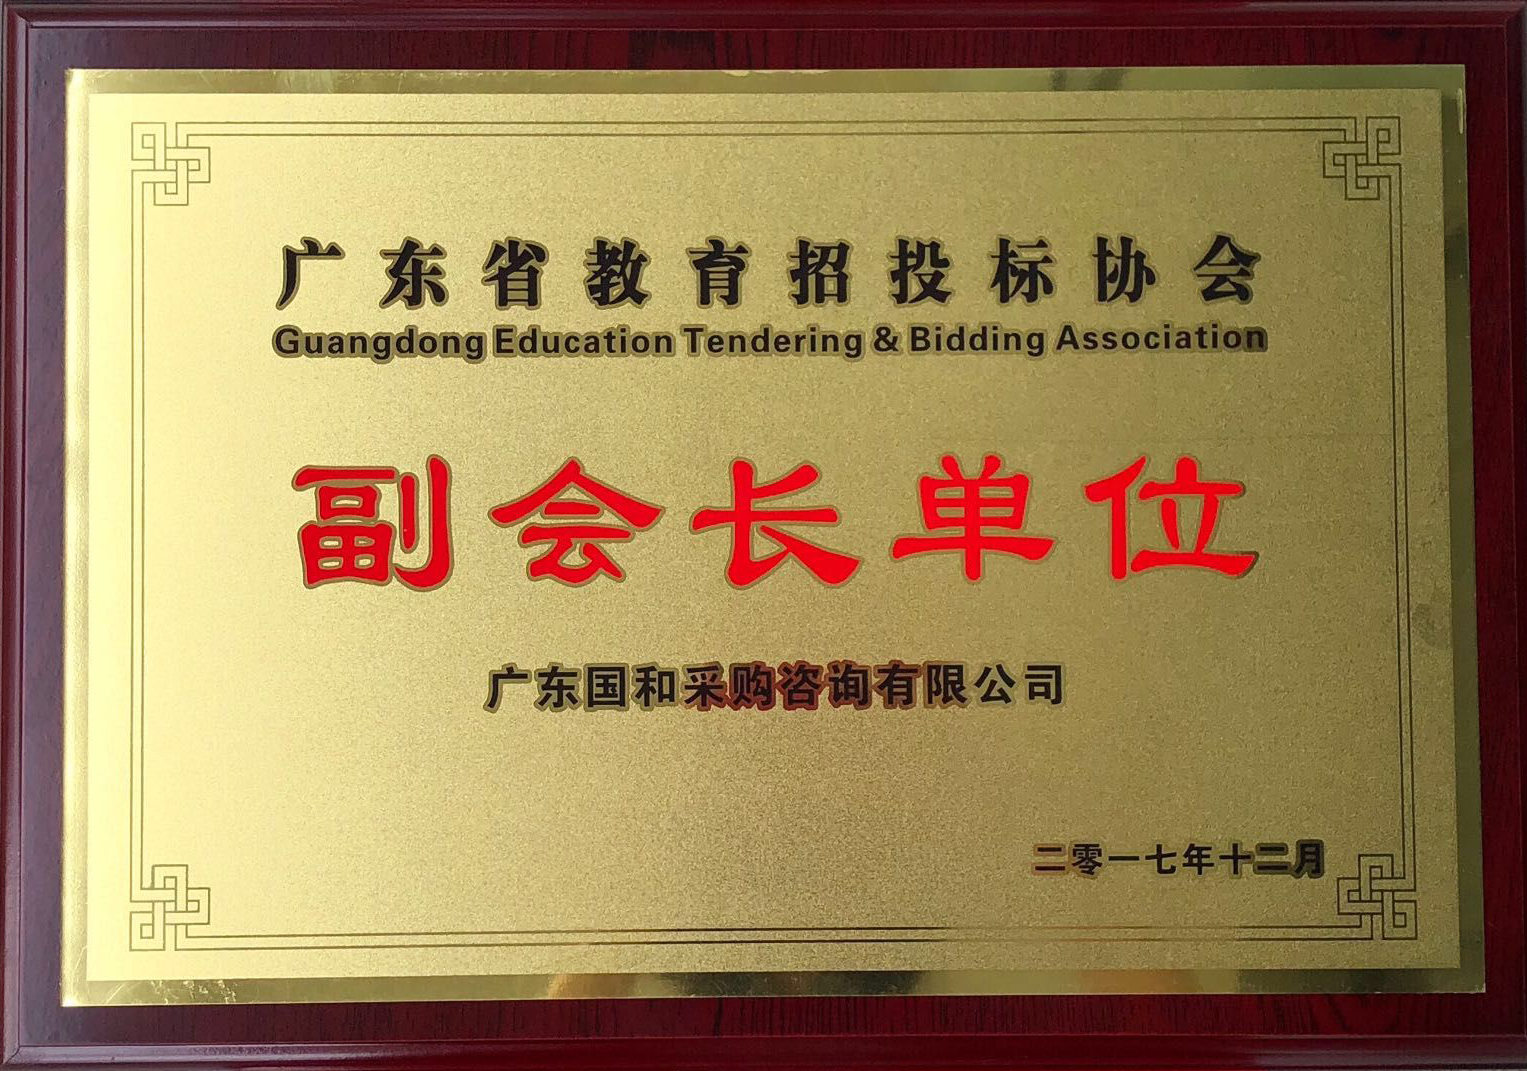 广东省教育招投标协会
Guangdong Education Tendering & Bidding Association
副会长单位
广东国和采购咨询有限公司
二零一七年十二月